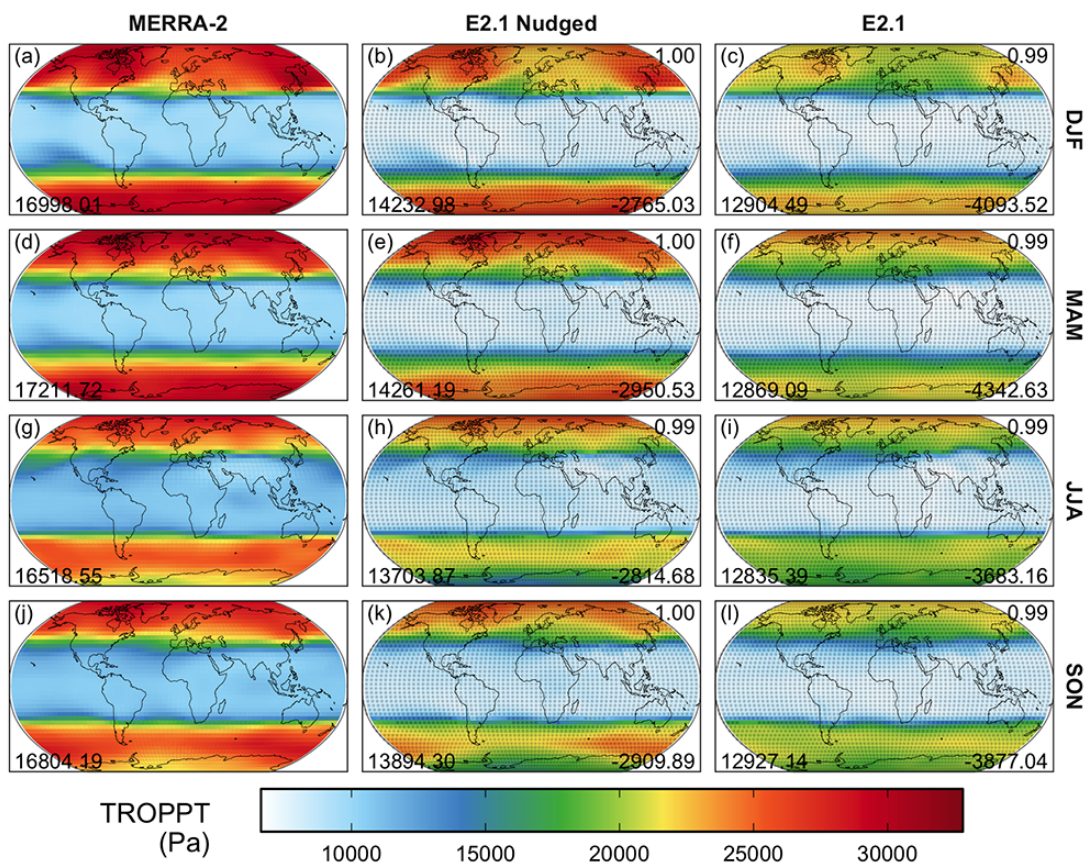 MERRA-2 E2.1 Nudged E2.1
(a) (b) 1.00 (c) 0.99
DJF
16998.01 14232.98 -2765.03 12904.49 -4093.52
(d) (e) 1.00 (f) 0.99
MAM
17211.72 14261.19 -2950.53 12869.09 -4342.63
(g) (h) 0.99 (i) 0.99
JJA
16518.55 13703.87 -2814.68 12835.39 -3683.16
(j) (k) 1.00 (l) 0.99
SON
16804.19 13894.30 -2909.89 12927.14 -3877.04
TROPPT
(Pa)
10000 15000 20000 25000 30000